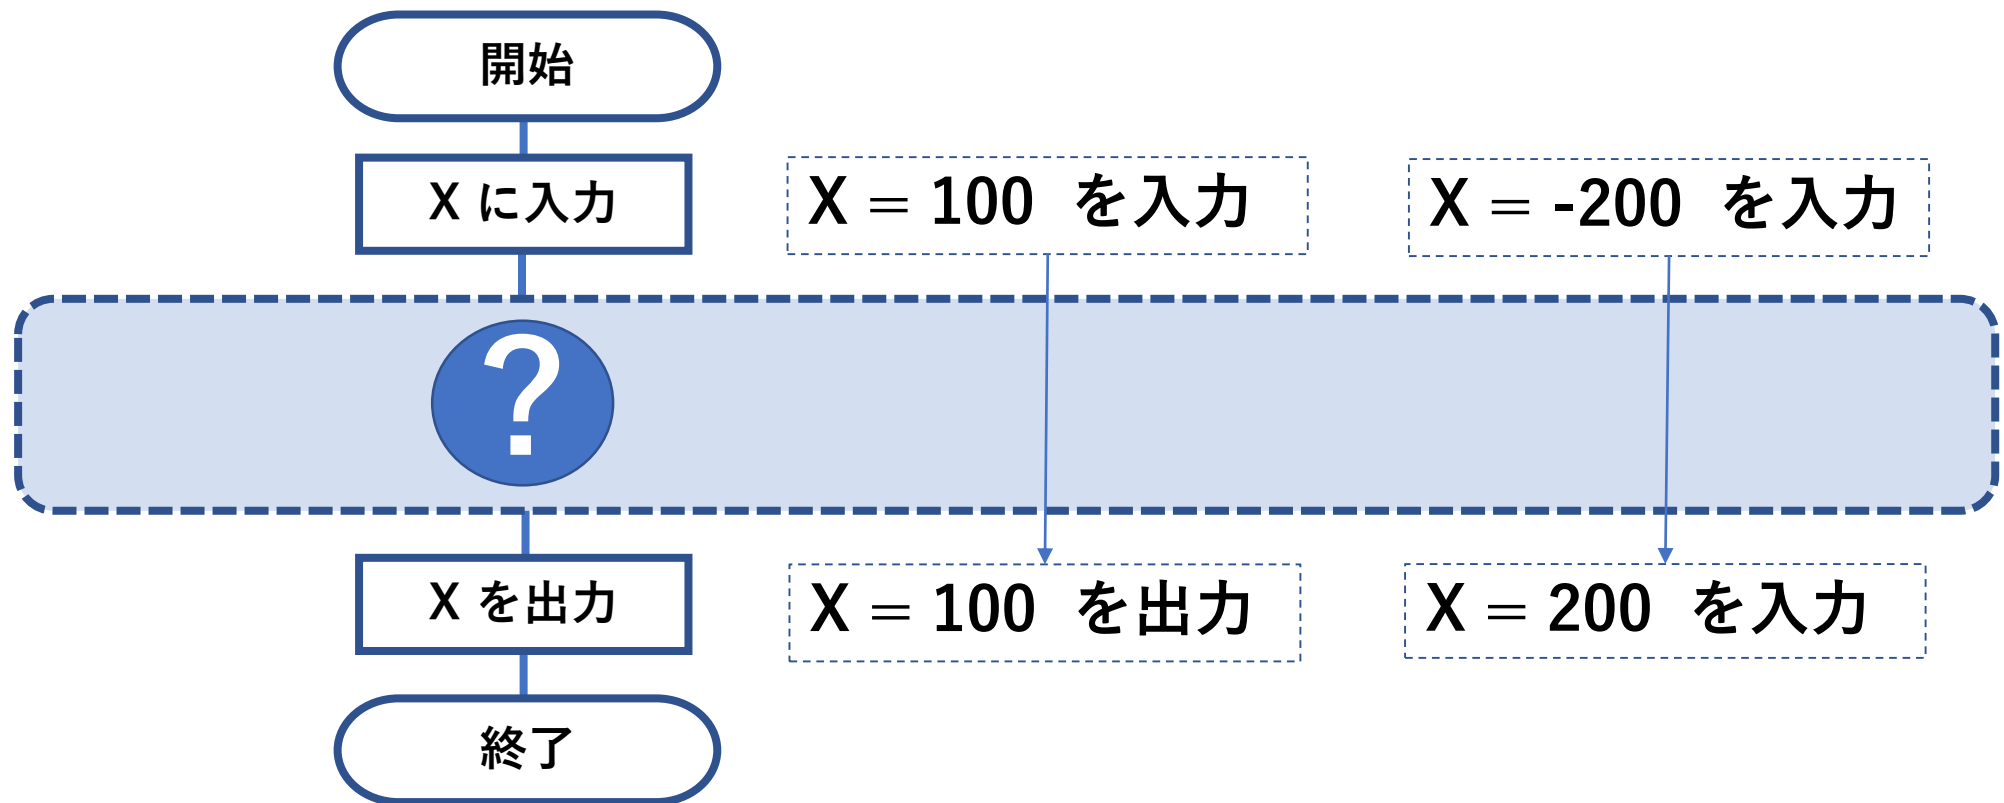 開始
X に入力
X = 100 を入力
X = -200 を入力
?
X を出力
X = 100 を出力
X = 200 を入力
終了